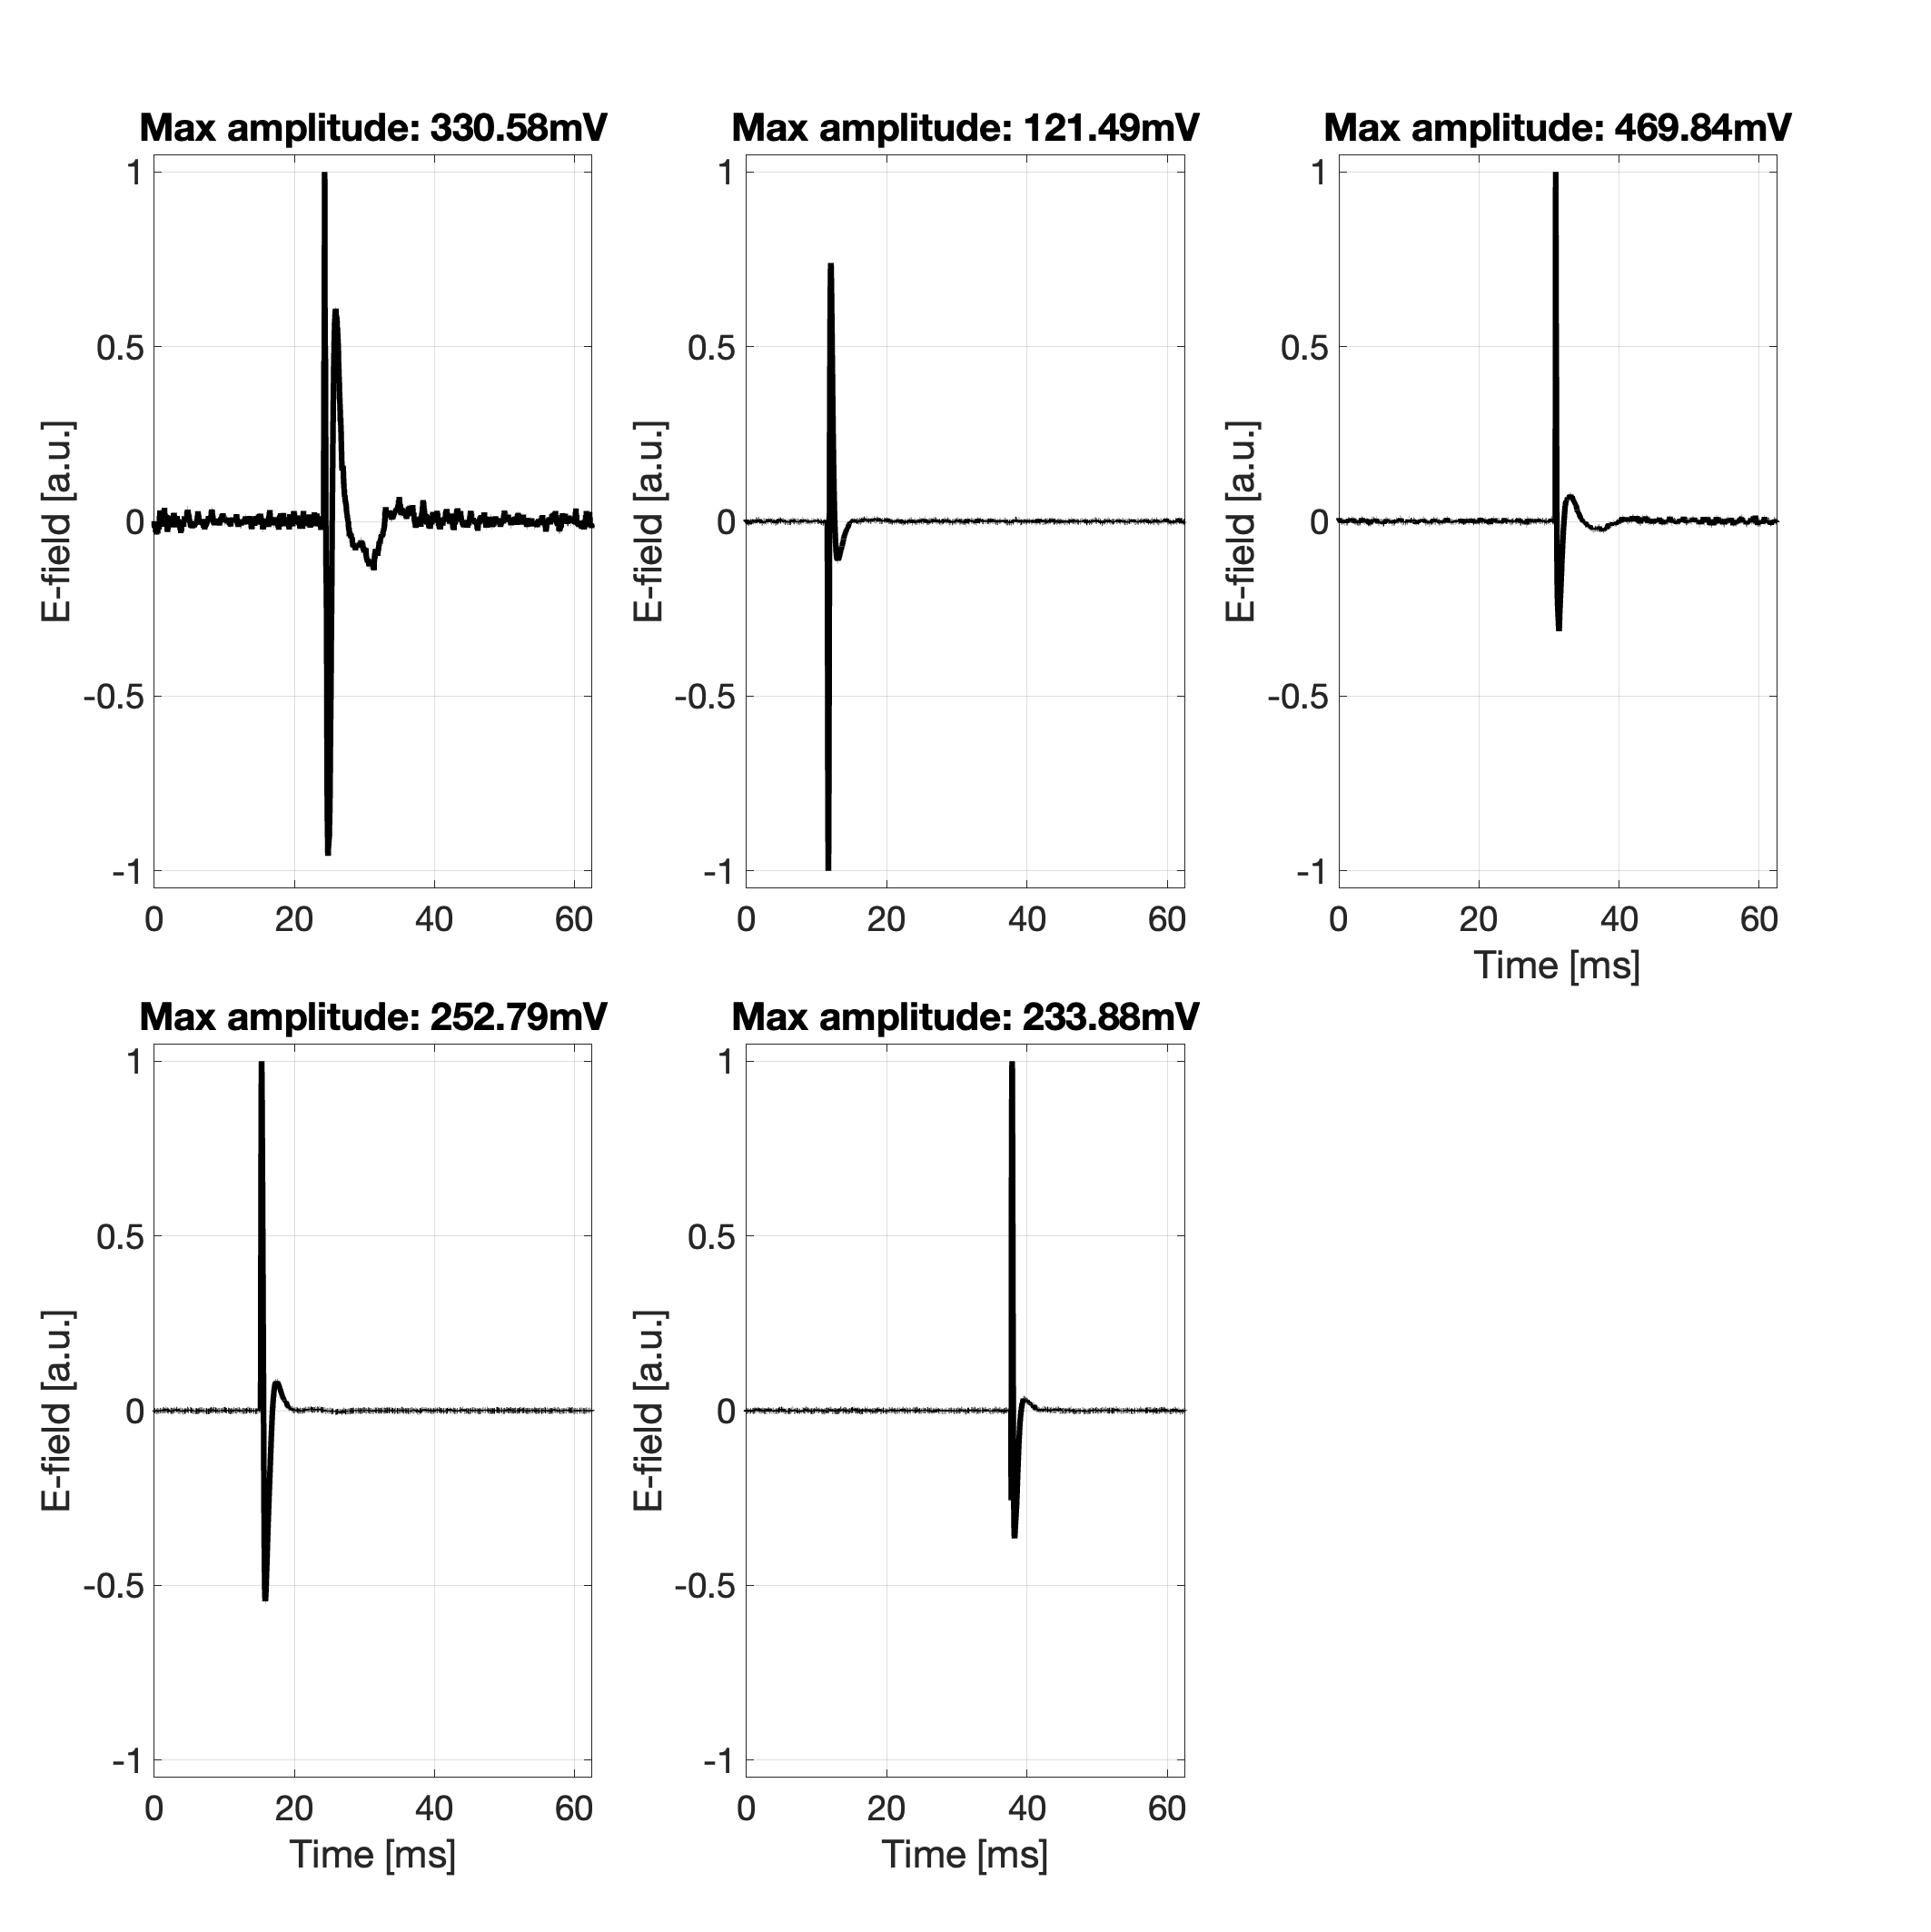 Max amplitude: 330.58mV
1
0.5
0
-0.5
-1
E-field [a.u.]
0 20 40 60
Max amplitude: 121.49mV
1
0.5
0
-0.5
-1
E-field [a.u.]
0 20 40 60
Max amplitude: 469.84mV
1
0.5
0
-0.5
-1
E-field [a.u.]
0 20 40 60
Time [ms]
Max amplitude: 252.79mV
1
0.5
0
-0.5
-1
E-field [a.u.]
0 20 40 60
Time [ms]
Max amplitude: 233.88mV
1
0.5
0
-0.5
-1
E-field [a.u.]
0 20 40 60
Time [ms]